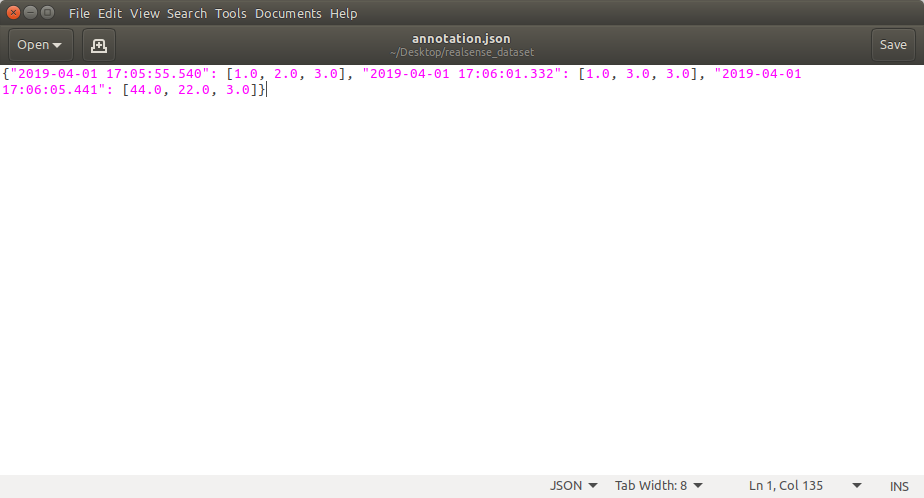 File Edit View Search Tools Documents Help
Open
annotation.json
~/Desktop/realsense_dataset
Save
{"2019-04-01 17:05:55.540": [1.0, 2.0, 3.0], "2019-04-01 17:06:01.332": [1.0, 3.0, 3.0], "2019-04-01
17:06:05.441": [44.0, 22.0, 3.0]}
JSON Tab Width: 8 Ln 1, Col 135 INS